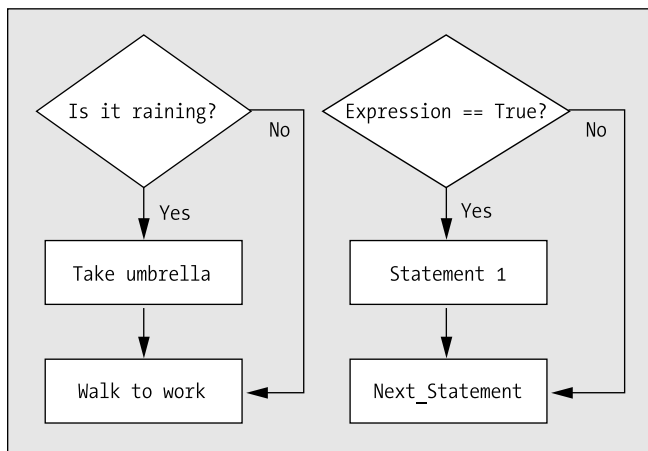 Is it raining?
No
Yes
Take umbrella
Walk to work
Expression == True?
No
Yes
Statement 1
Next_Statement